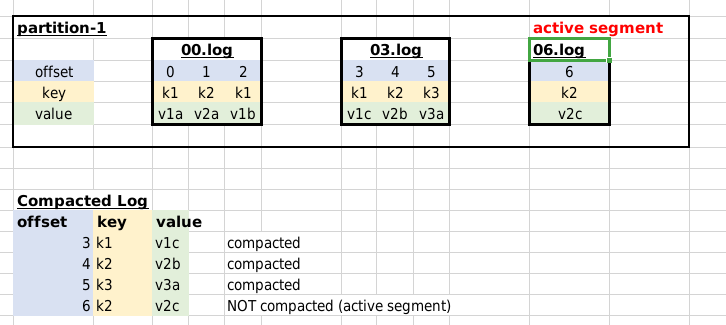 partition-1 active segment
00.log 03.log 06.log
offset 0 1 2 3 4 5 6
key k1 k2 k1 k1 k2 k3 k2
value v1a v2a v1b v1c v2b v3a v2c
Compacted Log
offset key value
3 k1 v1c compacted
4 k2 v2b compacted
5 k3 v3a compacted
6 k2 v2c NOT compacted (active segment)